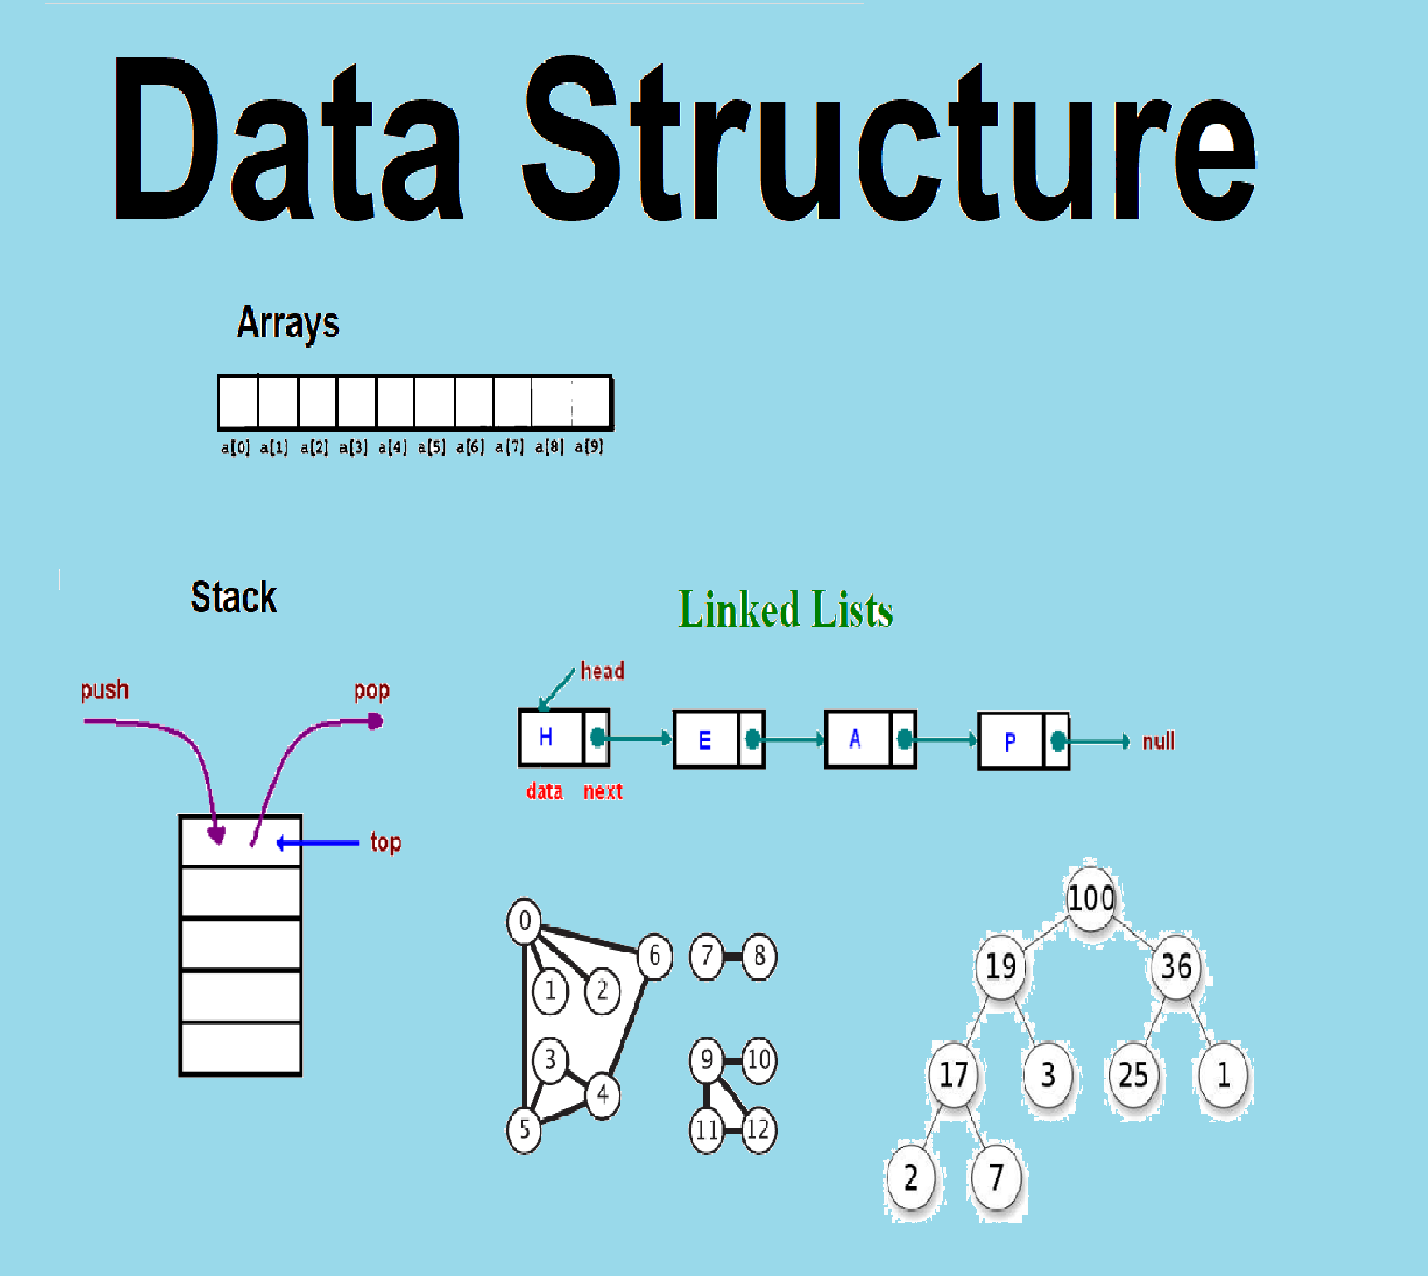 Data Structure
Arrays
a[0] a[1] a[2] a[3] a[4] a[5] a[6] a[7] a[8] a[9]
Stack
Linked Lists
push pop
top
head
H E A P null
data next
0 6 7 8
1 2
3 9 10
4
5 11 12
100
19 36
17 3 25 1
2 7